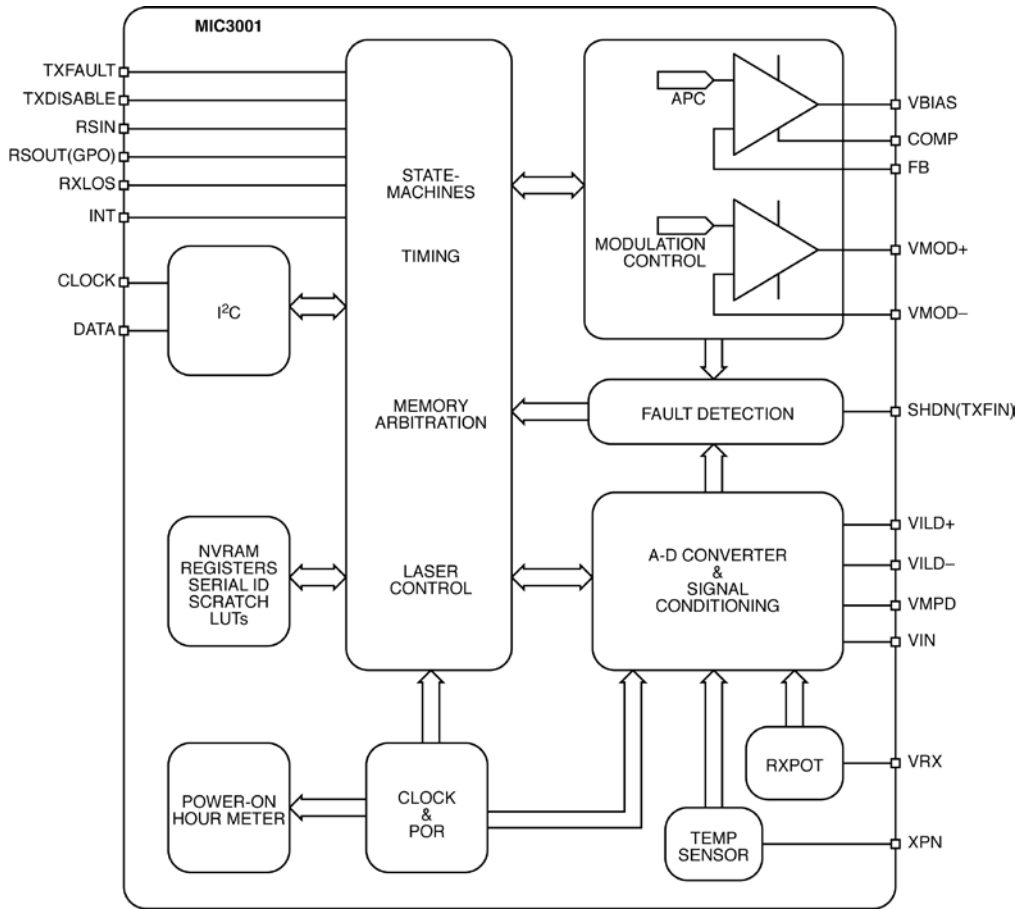 MIC3001
TXFAULT
TXDISABLE
RSIN
RSOUT(GPO)
RXLOS
INT
CLOCK
DATA
I²C
STATE-
MACHINES
TIMING
MEMORY
ARBITRATION
LASER
CONTROL
APC
MODULATION
CONTROL
VBIAS
COMP
FB
VMOD+
VMOD–
FAULT DETECTION
SHDN(TXFIN)
NVRAM
REGISTERS
SERIAL ID
SCRATCH
LUTs
A-D CONVERTER
&
SIGNAL
CONDITIONING
VILD+
VILD–
VMPD
VIN
POWER-ON
HOUR METER
CLOCK
&
POR
RXPOT
VRX
TEMP
SENSOR
XPN